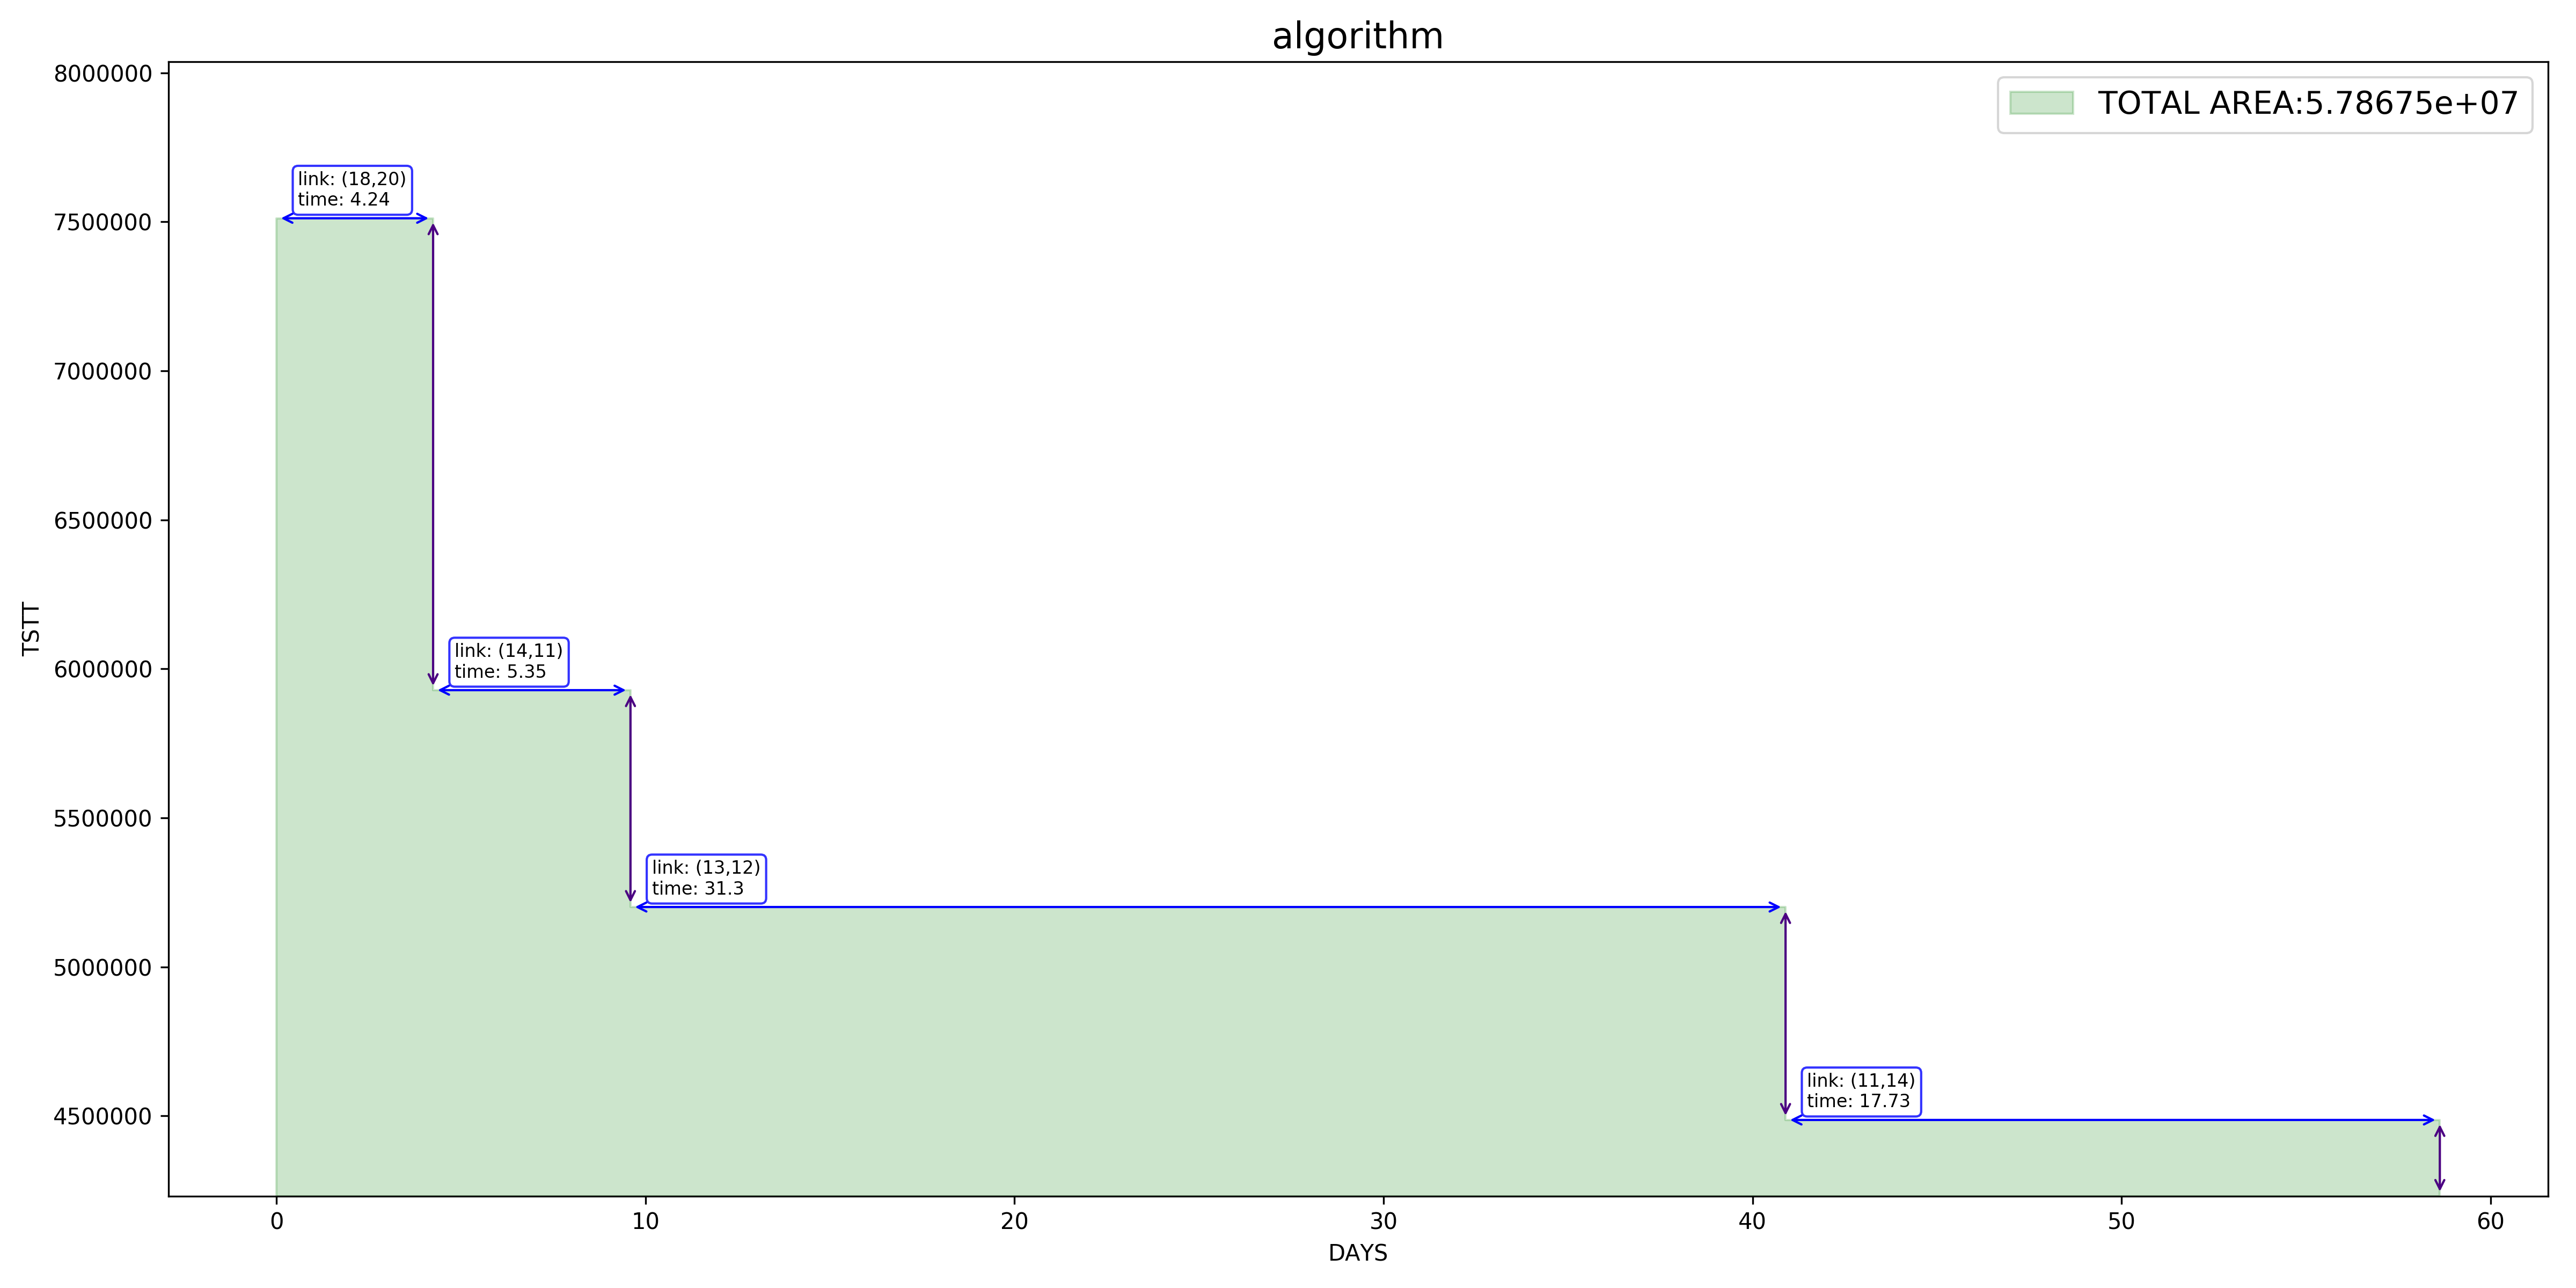 algorithm
TOTAL AREA:5.78675e+07
8000000
7500000
7000000
6500000
6000000
5500000
5000000
4500000
TSTT
link: (18,20)
time: 4.24
link: (14,11)
time: 5.35
link: (13,12)
time: 31.3
link: (11,14)
time: 17.73
0 10 20 30 40 50 60
DAYS